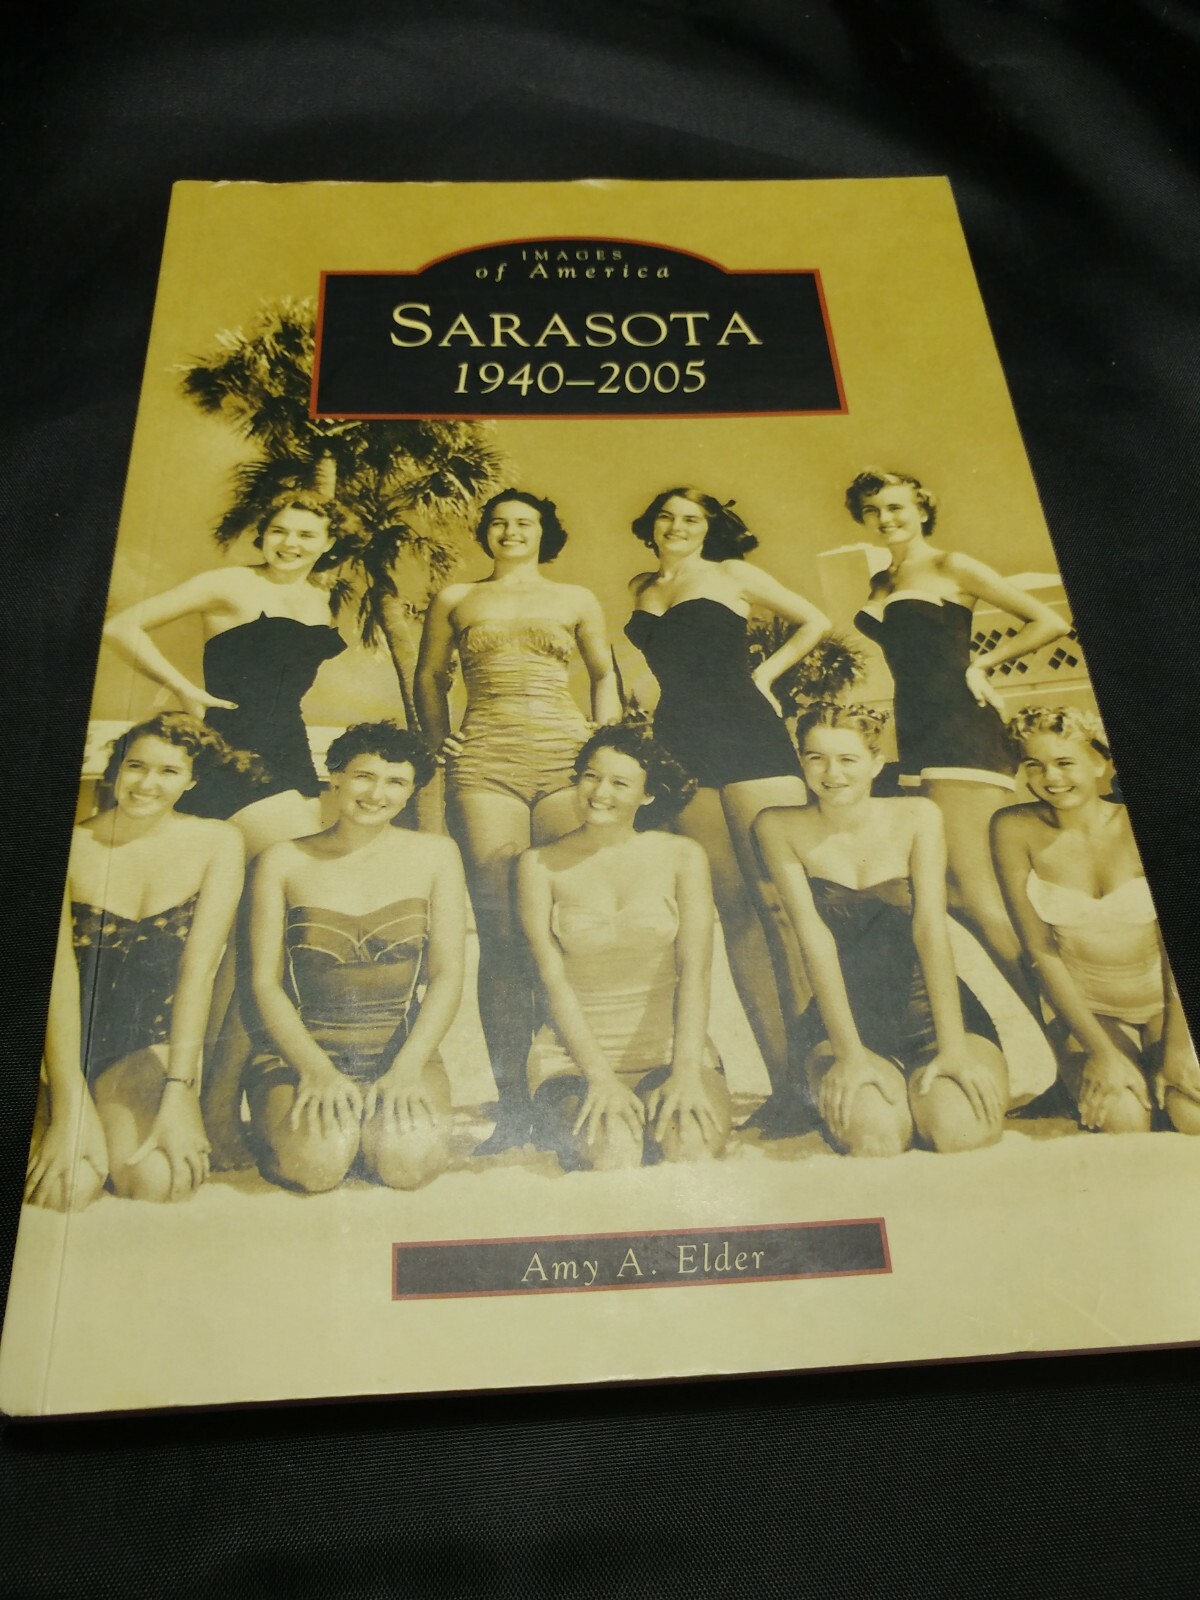 IMAGES
of America
SARASOTA
1940–2005
Amy A. Elder